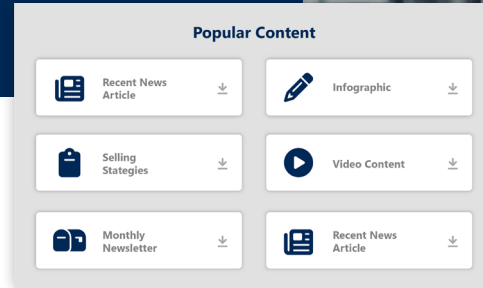 Popular Content
Recent News
Article
Infographic
Selling
Stategies
Video Content
Monthly
Newsletter
Recent News
Article